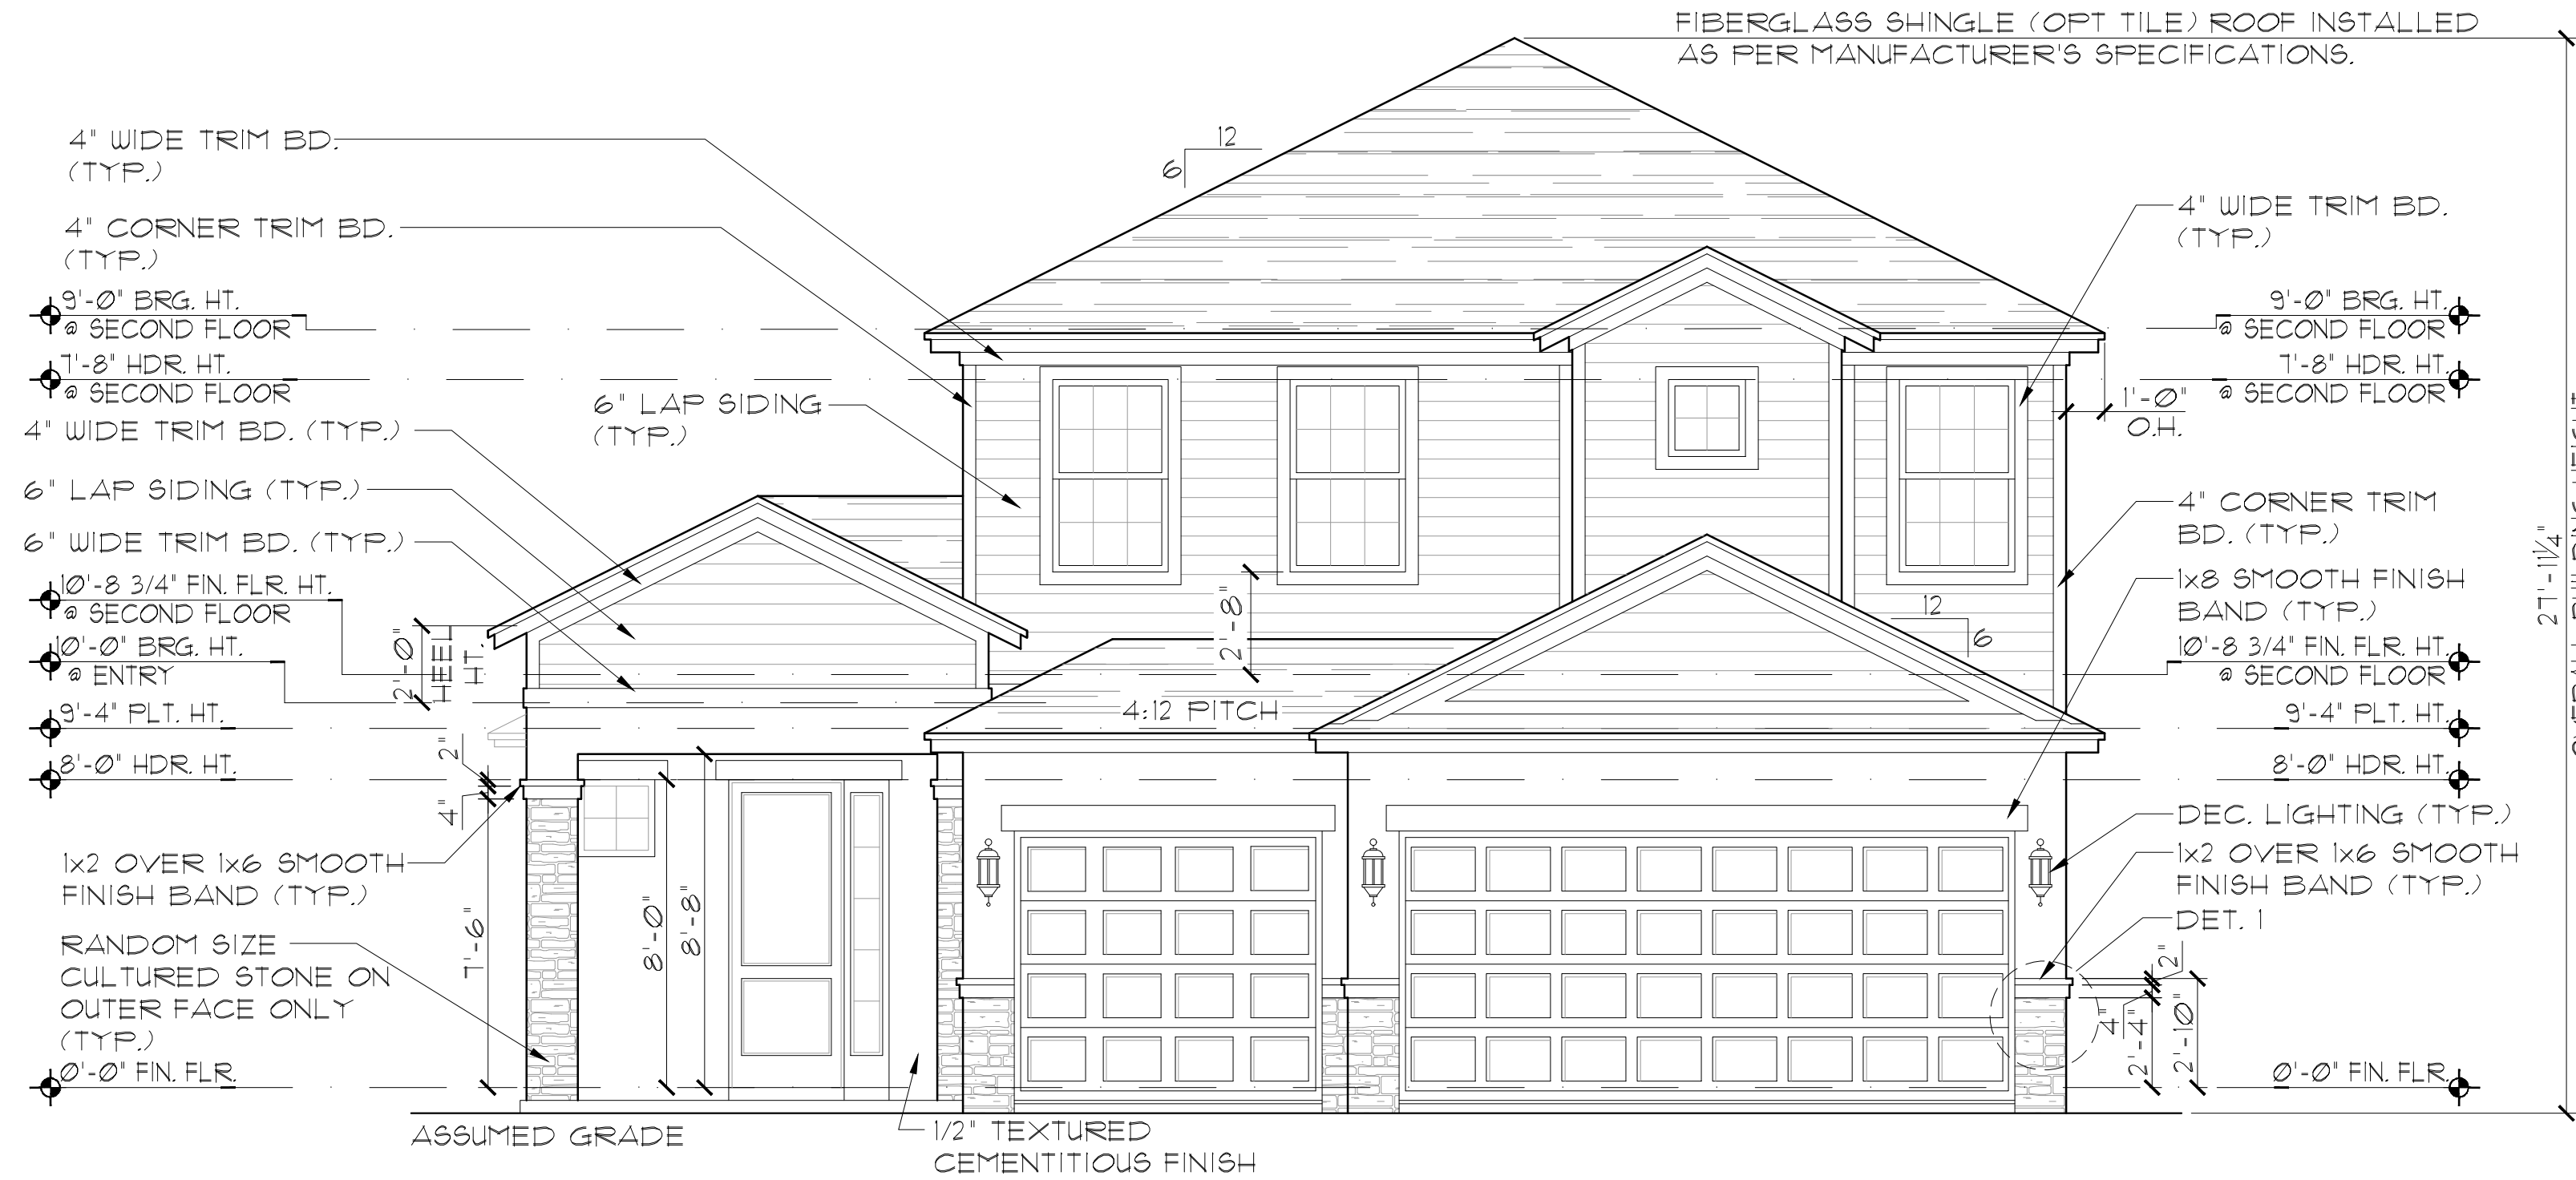 FIBERGLASS SHINGLE (OPT TILE) ROOF INSTALLED
AS PER MANUFACTURER'S SPECIFICATIONS.
4" WIDE TRIM BD.
(TYP.)
4" CORNER TRIM BD.
(TYP.)
9'-0" BRG. HT.
@ SECOND FLOOR
7'-8" HDR. HT.
@ SECOND FLOOR
4" WIDE TRIM BD. (TYP.)
6" LAP SIDING (TYP.)
6" WIDE TRIM BD. (TYP.)
10'-8 3/4" FIN. FLR. HT.
@ SECOND FLOOR
10'-0" BRG. HT.
@ ENTRY
9'-4" PLT. HT.
8'-0" HDR. HT.
1x2 OVER 1x6 SMOOTH
FINISH BAND (TYP.)
RANDOM SIZE
CULTURED STONE ON
OUTER FACE ONLY
(TYP.)
0'-0" FIN. FLR.
2'-0"
HEEL
HT.
2"
4"
7'-6"
6" LAP SIDING
(TYP.)
12
6
2'-8"
4:12 PITCH
12
6
8'-0"
8'-8"
ASSUMED GRADE
1/2" TEXTURED
CEMENTITIOUS FINISH
4" WIDE TRIM BD.
(TYP.)
9'-0" BRG. HT.
@ SECOND FLOOR
7'-8" HDR. HT.
@ SECOND FLOOR
1'-0"
O.H.
4" CORNER TRIM
BD. (TYP.)
1x8 SMOOTH FINISH
BAND (TYP.)
10'-8 3/4" FIN. FLR. HT.
@ SECOND FLOOR
9'-4" PLT. HT.
8'-0" HDR. HT.
DEC. LIGHTING (TYP.)
1x2 OVER 1x6 SMOOTH
FINISH BAND (TYP.)
DET. 1
2"
4"
2'-4"
2'-10"
0'-0" FIN. FLR.
27'-11¼"